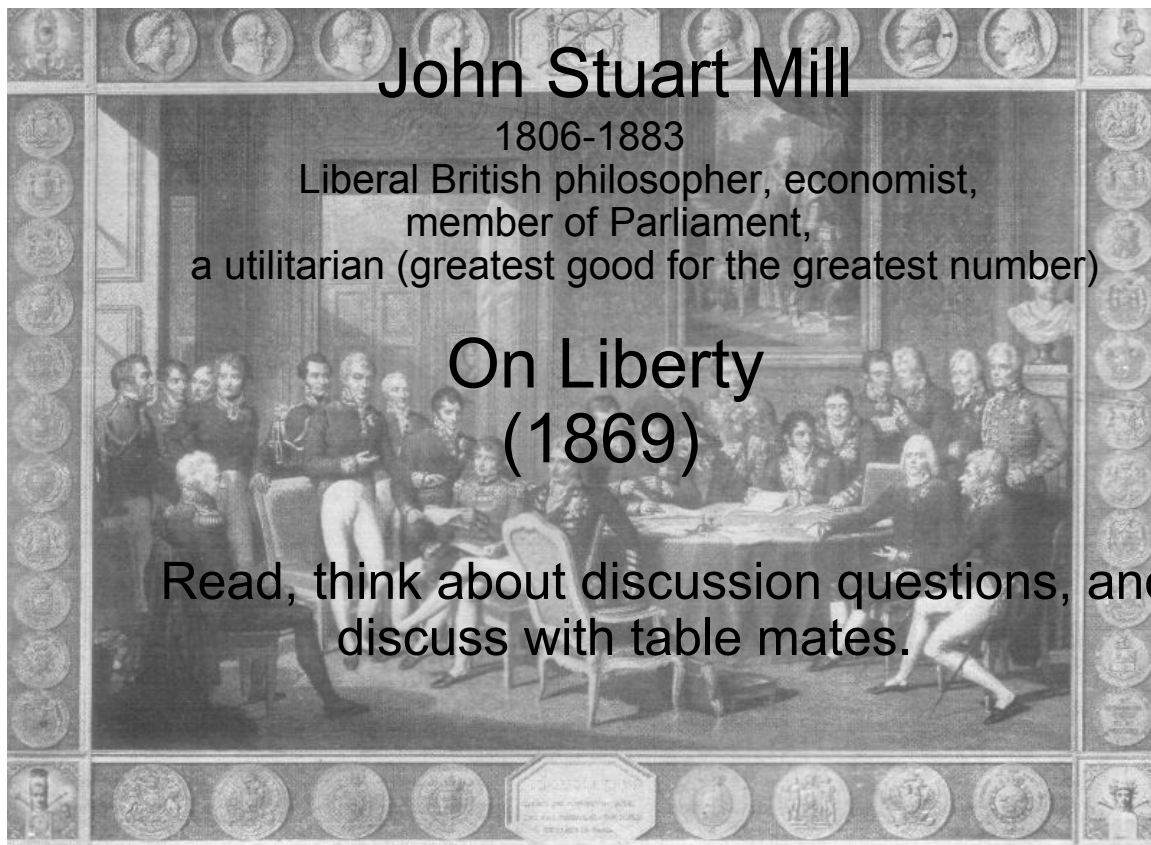 John Stuart Mill
1806-1883
Liberal British philosopher, economist,
member of Parliament,
a utilitarian (greatest good for the greatest number)
On Liberty
(1869)
Read, think about discussion questions, and
discuss with table mates.